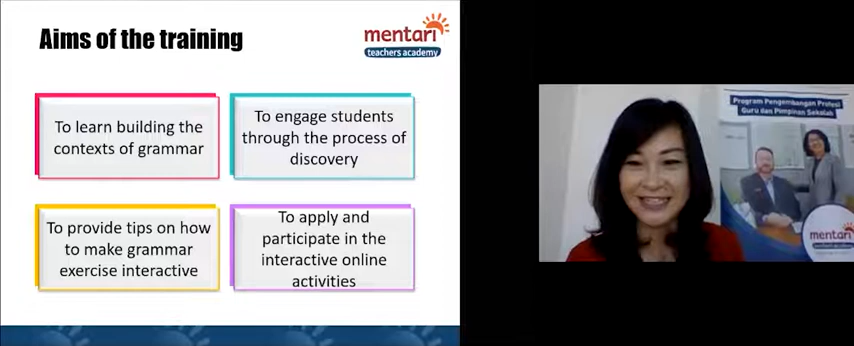 Aims of the training
mentari
teachers academy
To learn building the
contexts of grammar
To engage students
through the process of
discovery
To provide tips on how
to make grammar
exercise interactive
To apply and
participate in the
interactive online
activities
Program Pengembangan Profesi
Guru dan Pimpinan Sekolah
mentari
teachers academy